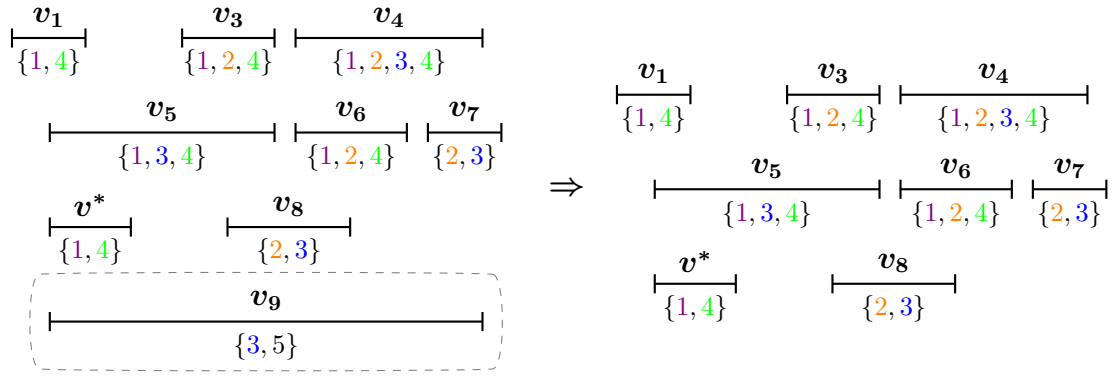 v₁ v₃ v₄
{1, 4} {1, 2, 4} {1, 2, 3, 4}
v₅ v₆ v₇
{1, 3, 4} {1, 2, 4} {2, 3}
v* v₈
{1, 4} {2, 3}
v₉
{3, 5}
⇒
v₁ v₃ v₄
{1, 4} {1, 2, 4} {1, 2, 3, 4}
v₅ v₆ v₇
{1, 3, 4} {1, 2, 4} {2, 3}
v* v₈
{1, 4} {2, 3}